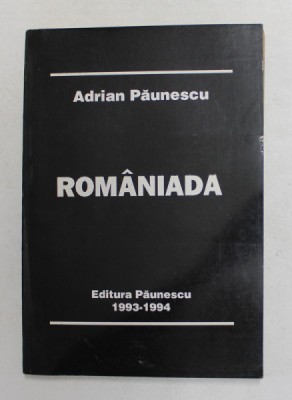 Adrian Păunescu
ROMÂNIADA
Editura Păunescu
1993-1994